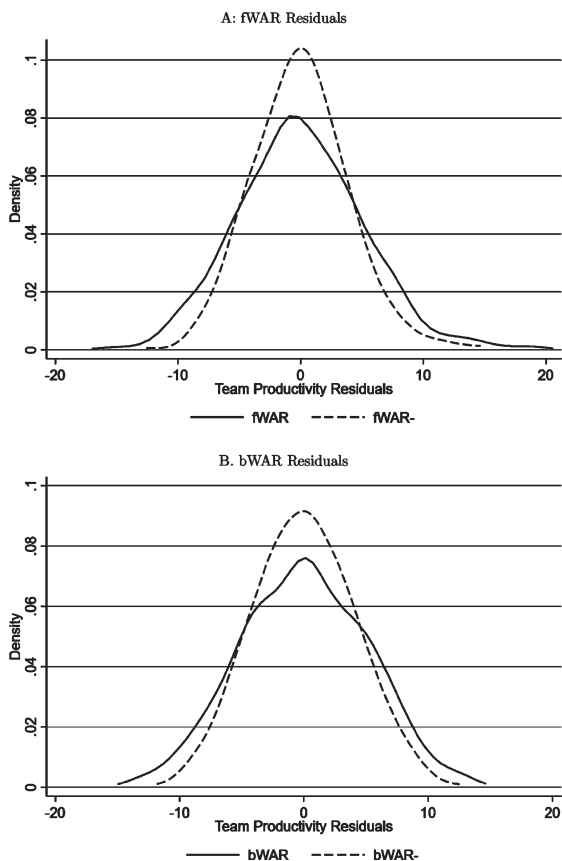 A: fWAR Residuals
.1
.08
.06
.04
.02
0
Density
-20
-10
0
10
20
Team Productivity Residuals
fWAR
fWAR-
B. bWAR Residuals
.1
.08
.06
.04
.02
0
Density
-20
-10
0
10
20
Team Productivity Residuals
bWAR
bWAR-